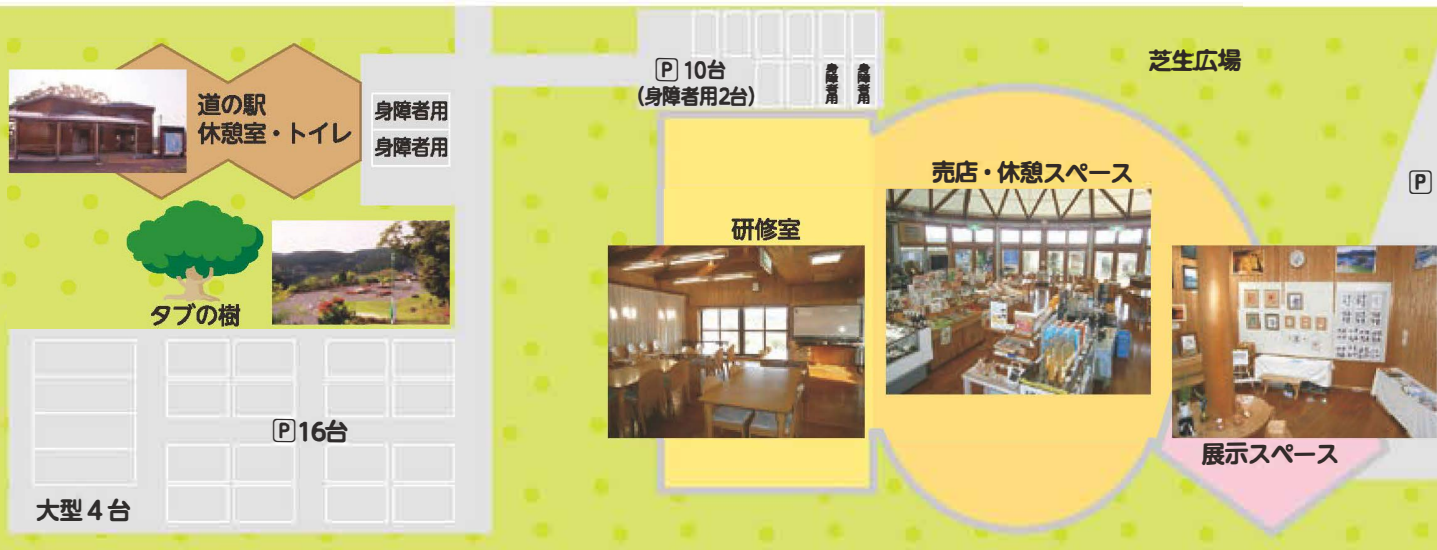 道の駅
休憩室・トイレ
身障者用
身障者用
タブの樹
P 16台
大型4台
P 10台
(身障者用2台)
身障者用
身障者用
研修室
売店・休憩スペース
展示スペース
芝生広場
P